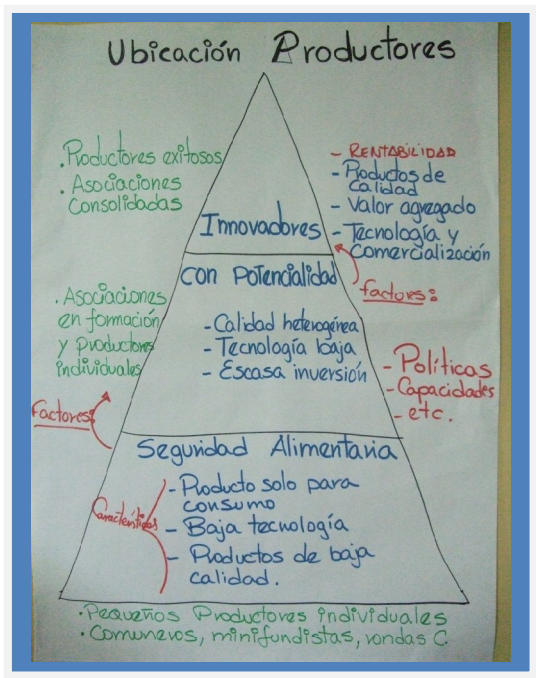 Ubicación Productores
. Productores exitosos
. Asociaciones
Consolidadas
- RENTABILIDAD
- Productos de
Calidad
- Valor agregado
- Tecnología y
Comercialización
Innovadores
factores:
Con Potencialidad
. Asociaciones
en formación
y productores
individuales
- Calidad heterogénea
- Tecnología baja
- Escasa inversión
- Políticas
- Capacidades
- etc.
Factores:
Seguridad Alimentaria
Características
- Producto solo para
consumo
- Baja tecnología
- Productos de baja
calidad.
. Pequeños Productores individuales
. Comuneros, minifundistas, rondas C.